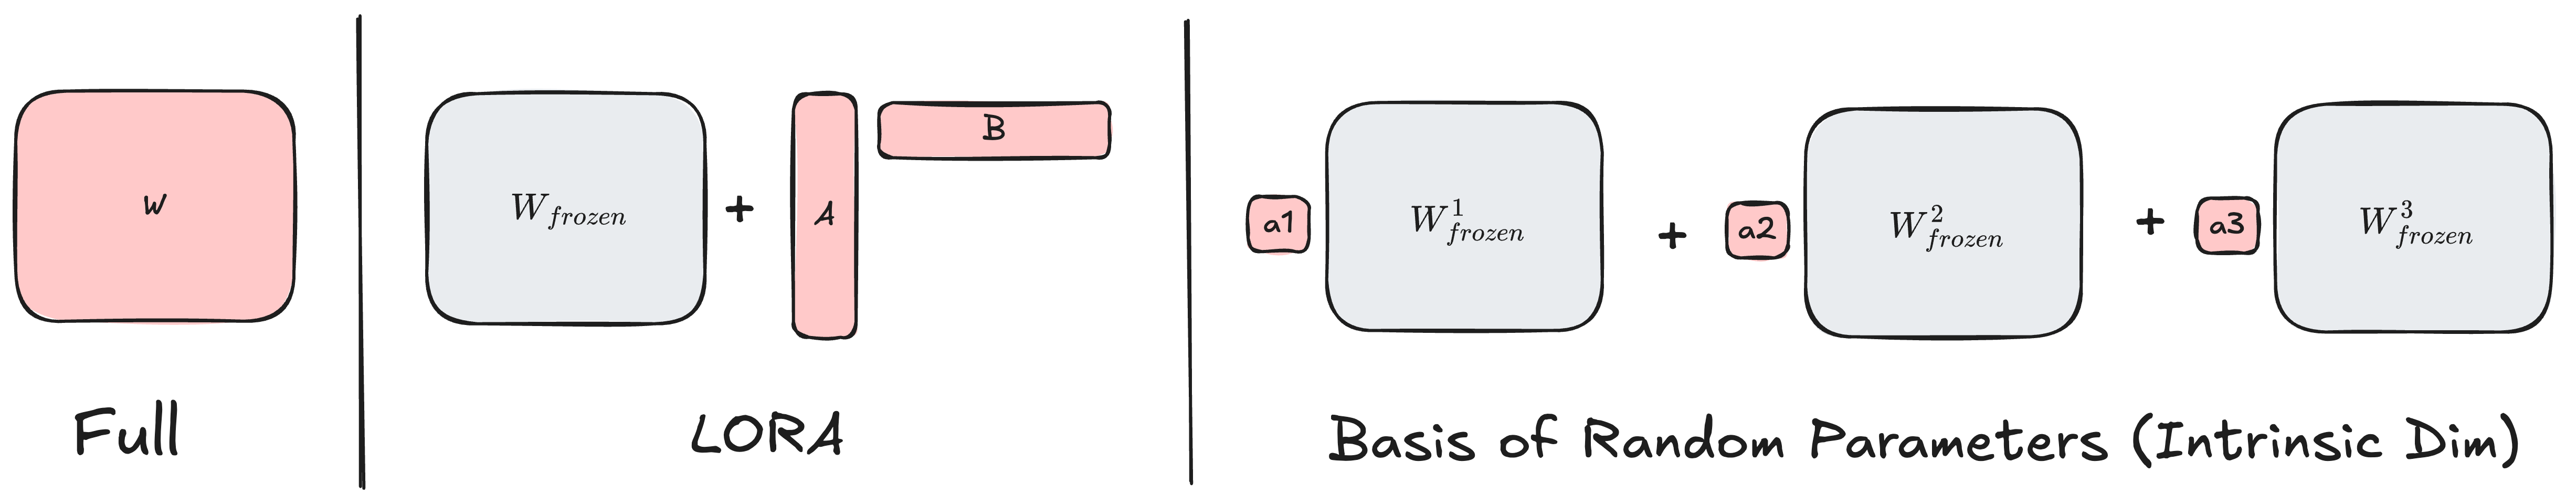 W
Full
W_{frozen}
+
A
B
LORA
a1
W^1_{frozen}
+
a2
W^2_{frozen}
+
a3
W^3_{frozen}
Basis of Random Parameters (Intrinsic Dim)